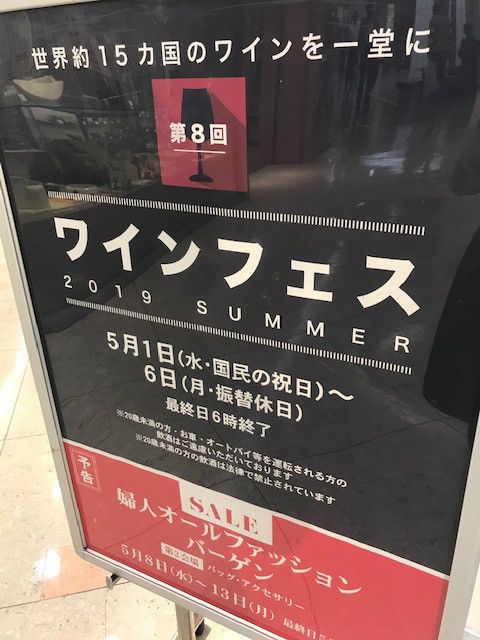 世界約15カ国のワインを一堂に
第8回
ワインフェス
2019 SUMMER
5月1日(水・国民の祝日)〜
6日(月・振替休日)
最終日6時終了
※20歳未満の方・お車・オートバイ等を運転される方の
飲酒はご遠慮いただいております
※20歳未満の方の飲酒は法律で禁止されています
予告
SALE
婦人オールファッション
バーゲン
第2会場 バッグ・アクセサリー
5月8日(水)〜13日(月) 最終日